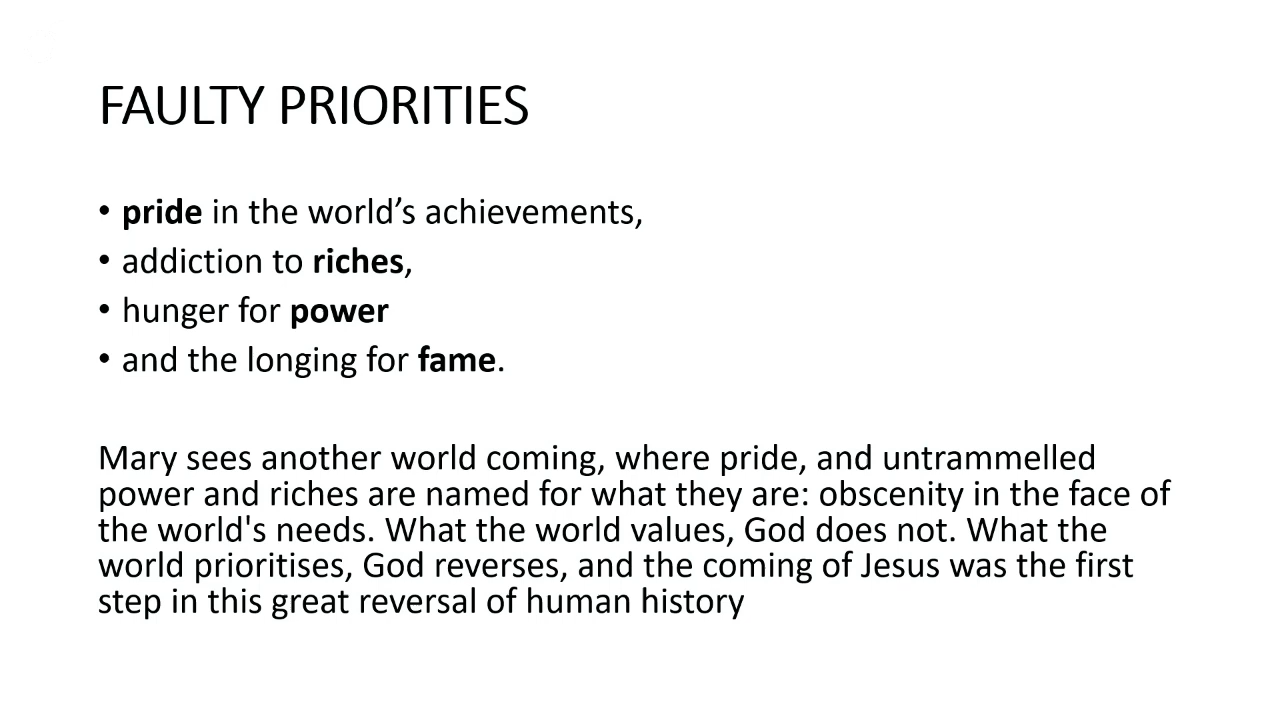 FAULTY PRIORITIES
• pride in the world’s achievements,
• addiction to riches,
• hunger for power
• and the longing for fame.
Mary sees another world coming, where pride, and untrammelled
power and riches are named for what they are: obscenity in the face of
the world's needs. What the world values, God does not. What the
world prioritises, God reverses, and the coming of Jesus was the first
step in this great reversal of human history